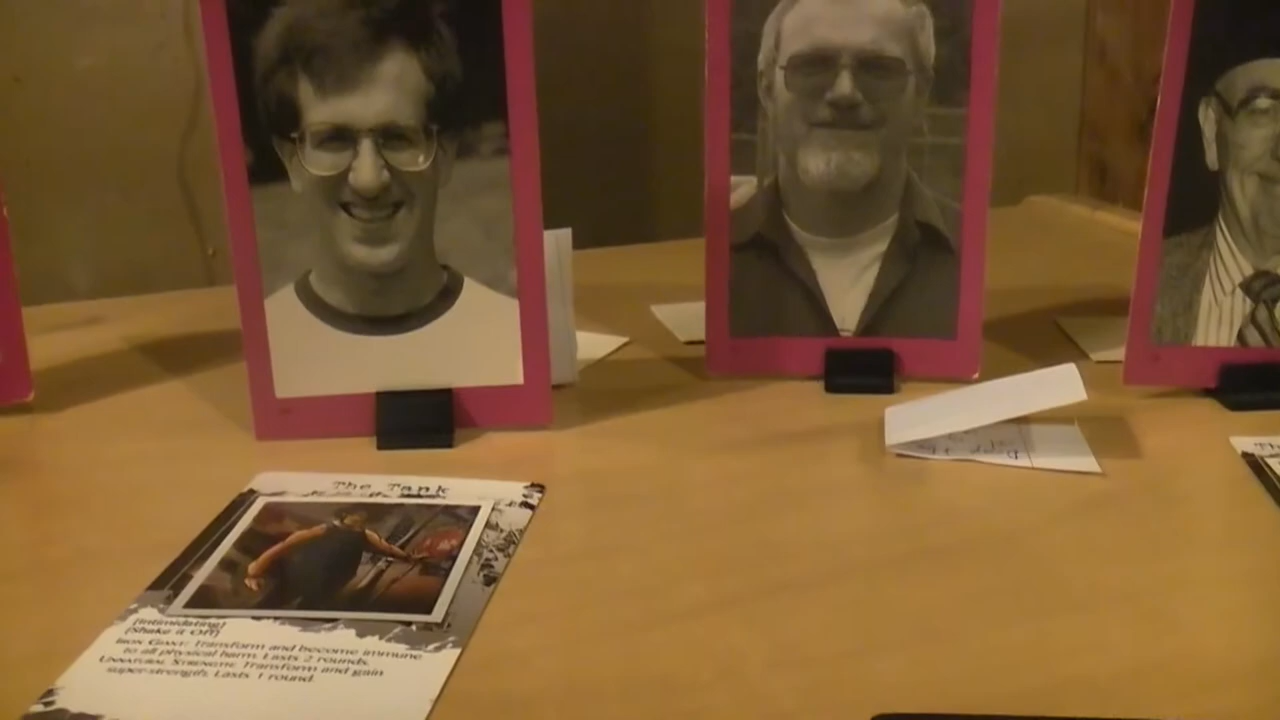 The Tank
(Intimidating)
(Shake it Off)
Iron Giant: Transform and become immune
to all physical harm. Lasts 2 rounds.
Unnatural Strength: Transform and gain
super-strength. Lasts 1 round.
Th